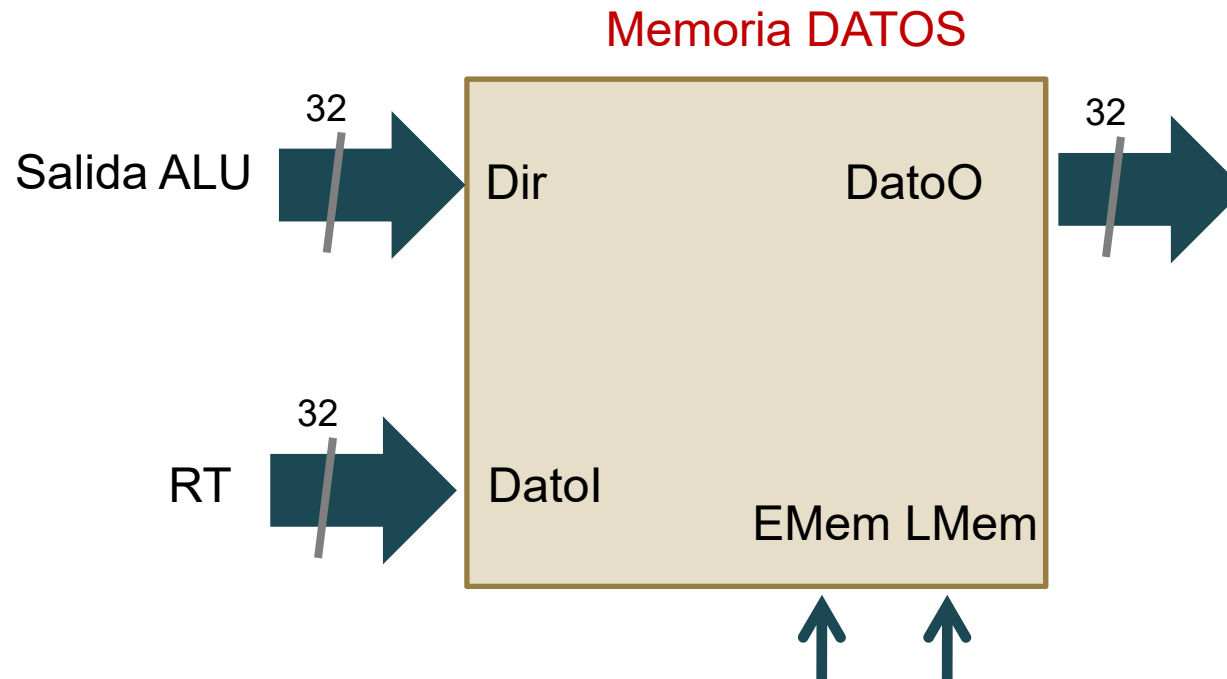 Memoria DATOS
32
32
Salida ALU
Dir
DatoO
32
RT
DatoI
EMem LMem